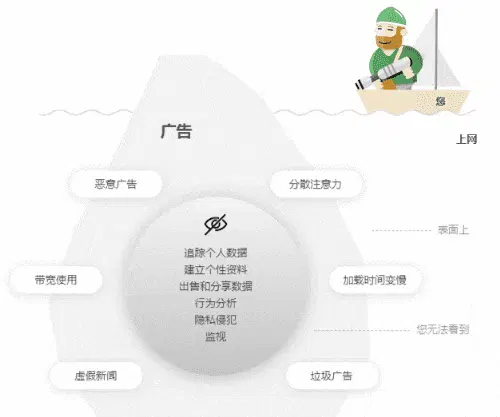 您
广告
上网
恶意广告
分散注意力
追踪个人数据
建立个性资料
出售和分享数据
行为分析
隐私侵犯
监视
表面上
带宽使用
加载时间变慢
您无法看到
虚假新闻
垃圾广告